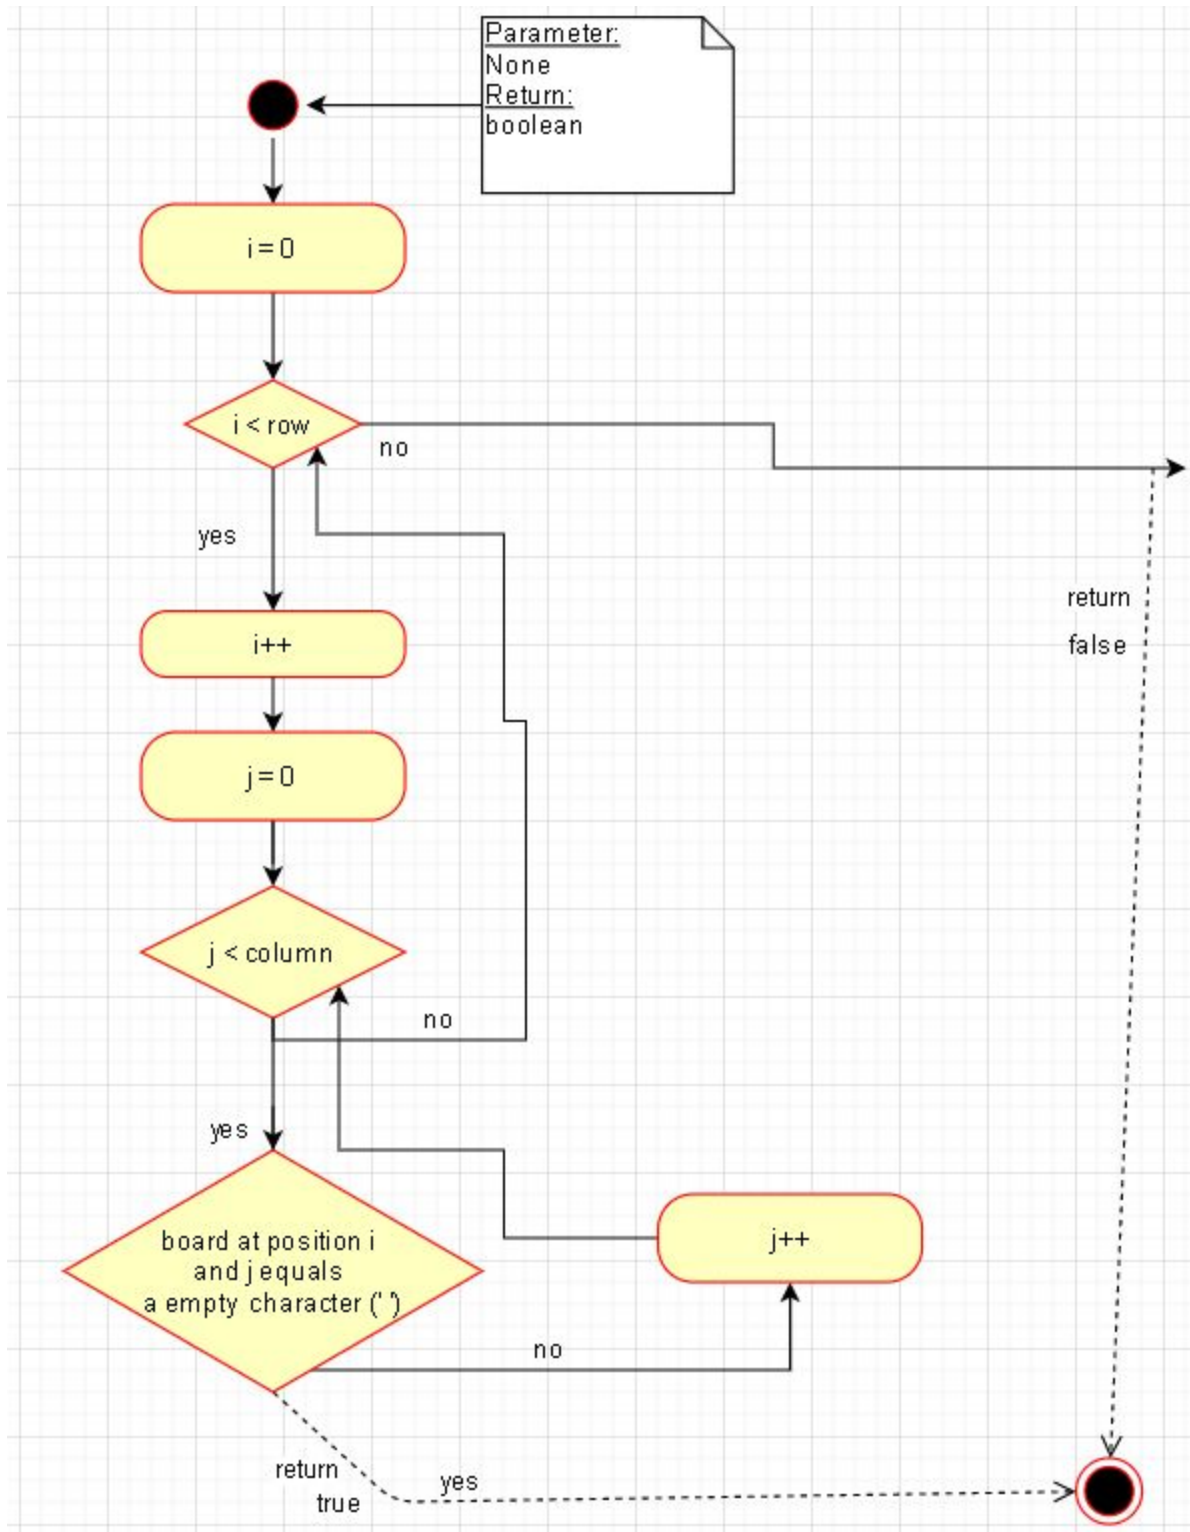 Parameter:
None
Return:
boolean
i = 0
i < row
no
yes
return
false
i++
j = 0
j < column
no
yes
board at position i
and j equals
a empty character (' ')
j++
no
return
true
yes